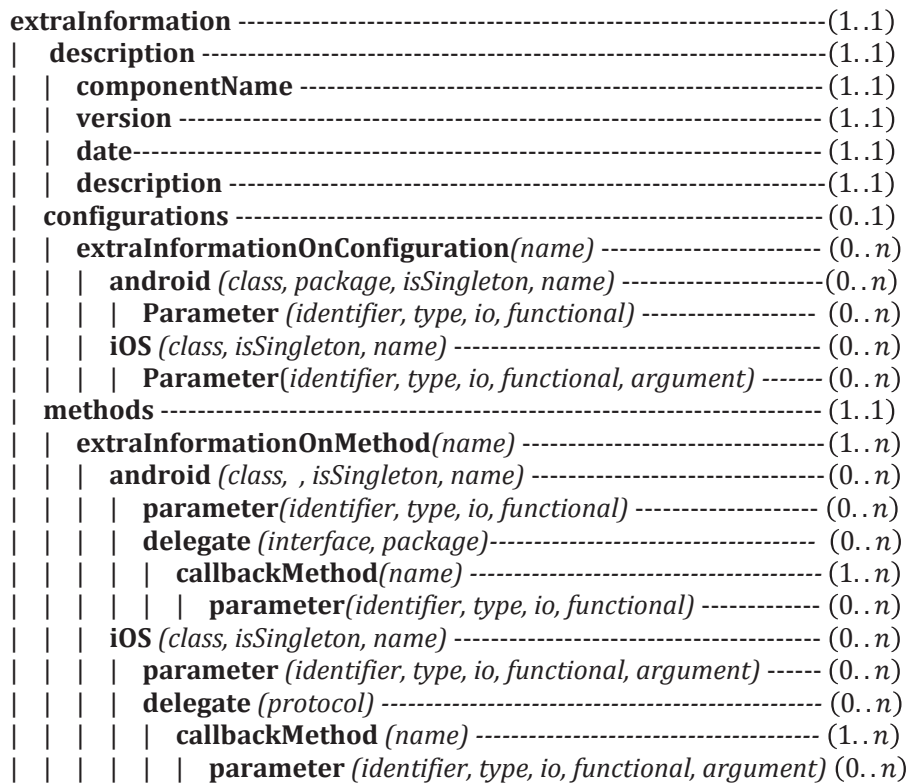 extraInformation ----------------------------------------------------------------(1..1)
| description --------------------------------------------------------------------(1..1)
| | componentName --------------------------------------------------------- (1..1)
| | version ---------------------------------------------------------------------- (1..1)
| | date--------------------------------------------------------------------------- (1..1)
| | description -----------------------------------------------------------------(1..1)
| configurations ---------------------------------------------------------------- (0..1)
| | extraInformationOnConfiguration(name) ------------------------ (0..n)
| | | android (class, package, isSingleton, name) ----------------------(0..n)
| | | | Parameter (identifier, type, io, functional) ------------------- (0..n)
| | | iOS (class, isSingleton, name) ---------------------------------------- (0..n)
| | | | Parameter(identifier, type, io, functional, argument) ------- (0..n)
| methods ------------------------------------------------------------------------ (1..1)
| | extraInformationOnMethod(name) ---------------------------------(1..n)
| | | android (class, , isSingleton, name) --------------------------------(0..n)
| | | | parameter(identifier, type, io, functional) -------------------- (0..n)
| | | | delegate (interface, package)----------------------------------- (0..n)
| | | | | callbackMethod(name) --------------------------------------- (1..n)
| | | | | | parameter(identifier, type, io, functional) ------------- (0..n)
| | | iOS (class, isSingleton, name) ---------------------------------------- (0..n)
| | | | parameter (identifier, type, io, functional, argument) ------ (0..n)
| | | | delegate (protocol) ------------------------------------------------ (0..n)
| | | | | callbackMethod (name) -------------------------------------- (1..n)
| | | | | | parameter (identifier, type, io, functional, argument) (0..n)